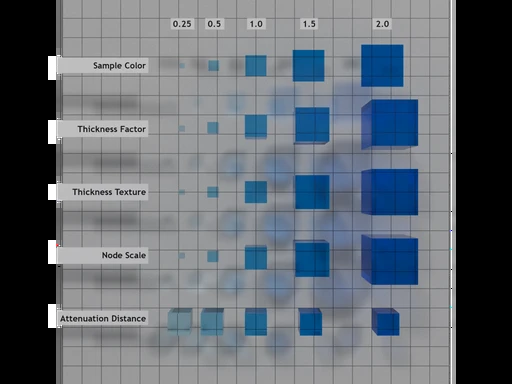 0.25 0.5 1.0 1.5 2.0
Sample Color
Thickness Factor
Thickness Texture
Node Scale
Attenuation Distance